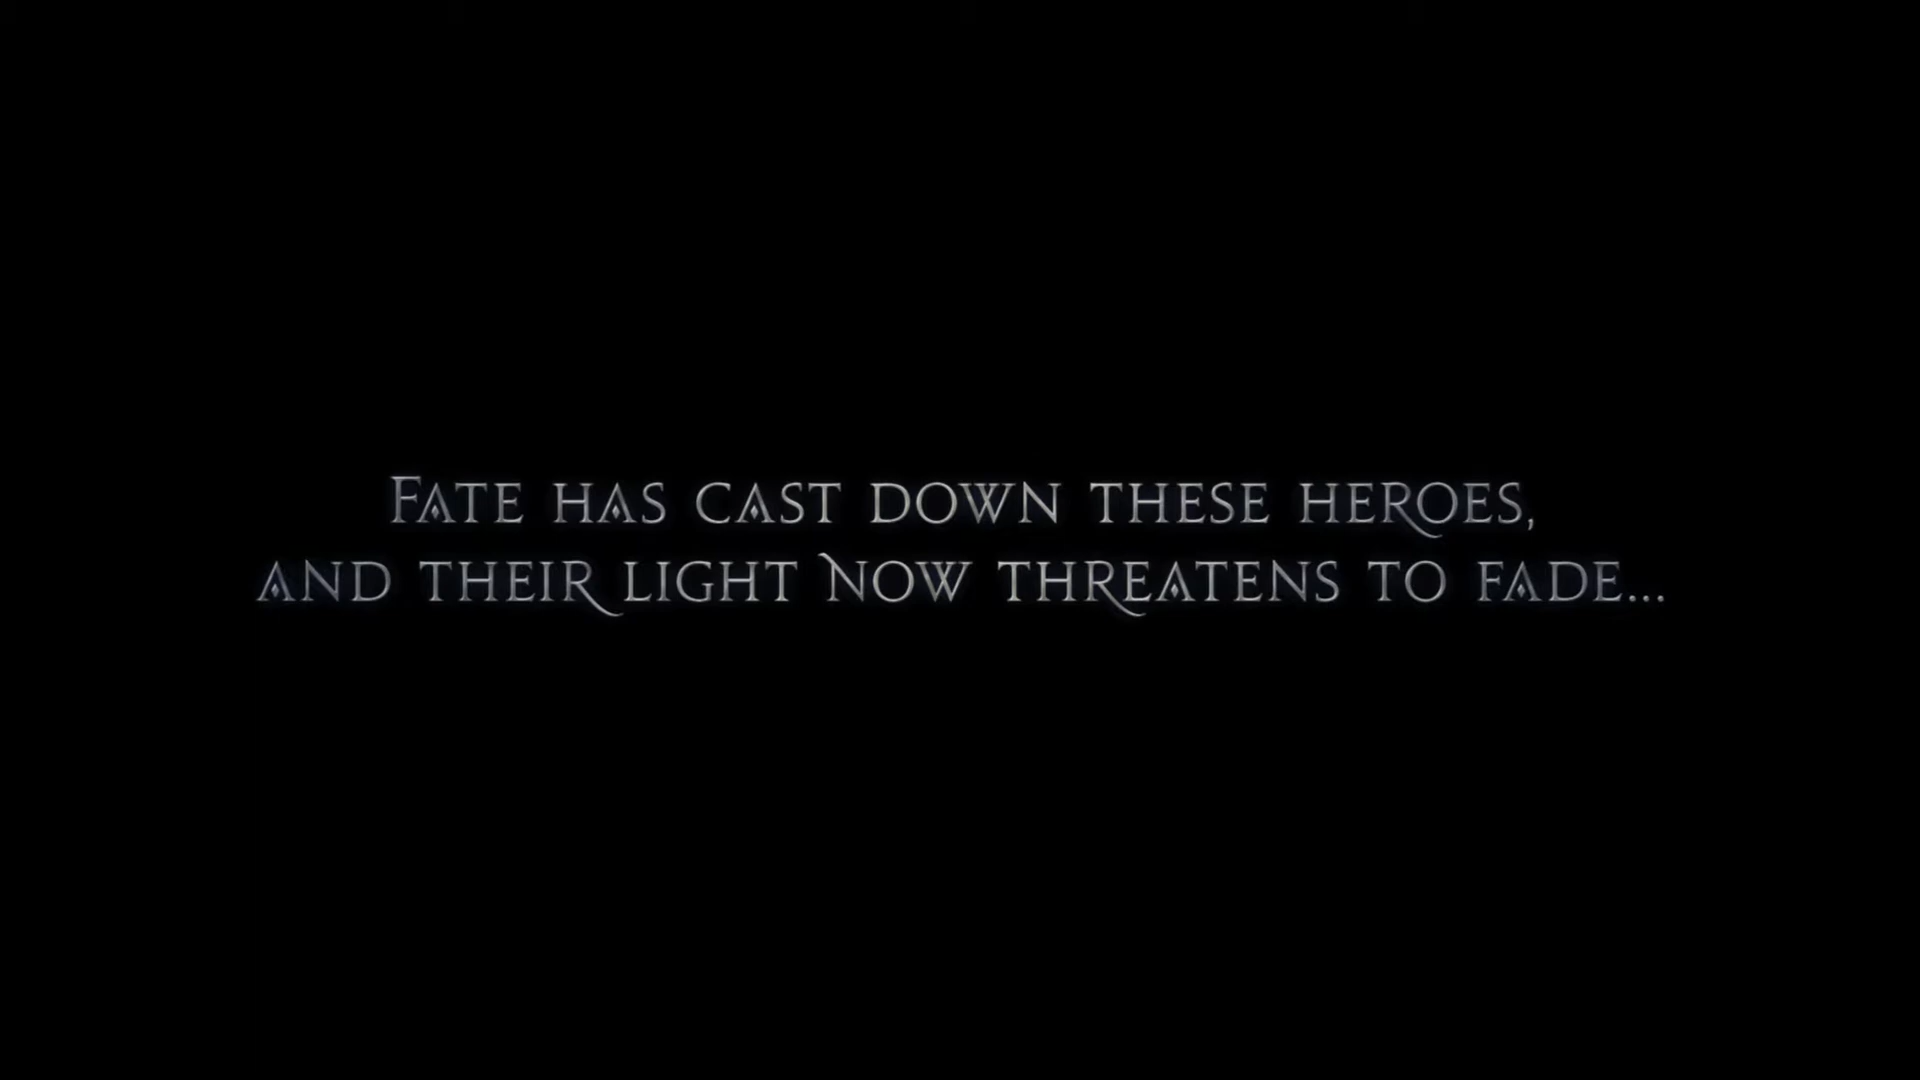 Fate has cast down these heroes,
and their light now threatens to fade...